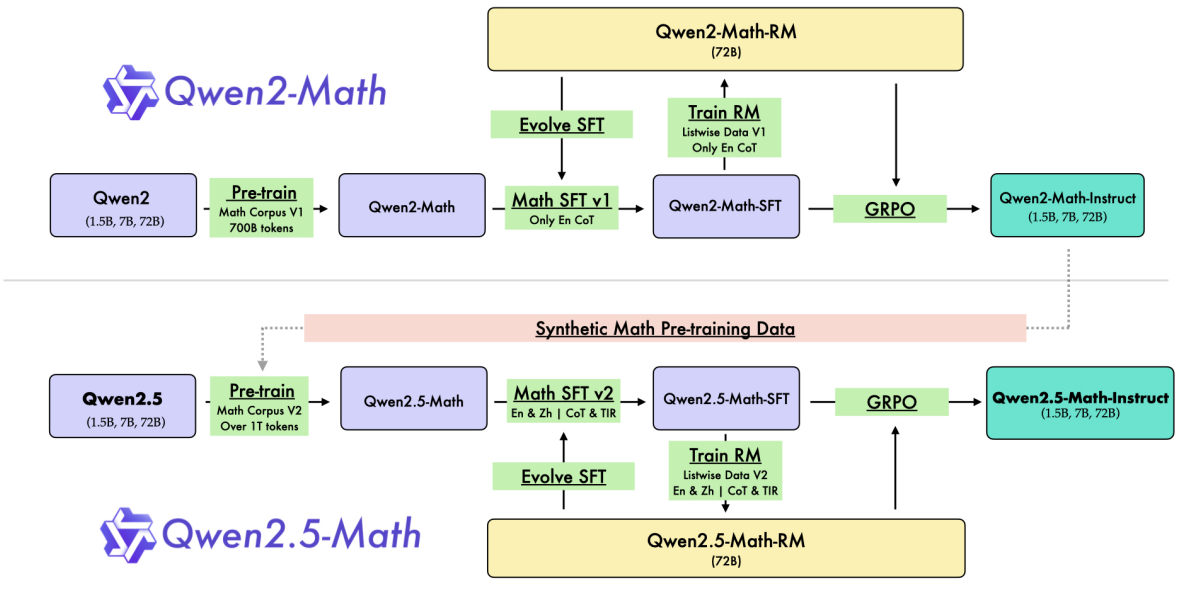 Qwen2-Math-RM
(72B)
Qwen2-Math
Evolve SFT
Train RM
Listwise Data V1
Only En CoT
Qwen2
(1.5B, 7B, 72B)
Pre-train
Math Corpus V1
700B tokens
Qwen2-Math
Math SFT v1
Only En CoT
Qwen2-Math-SFT
GRPO
Qwen2-Math-Instruct
(1.5B, 7B, 72B)
Synthetic Math Pre-training Data
Qwen2.5
(1.5B, 7B, 72B)
Pre-train
Math Corpus V2
Over 1T tokens
Qwen2.5-Math
Math SFT v2
En & Zh | CoT & TIR
Qwen2.5-Math-SFT
GRPO
Qwen2.5-Math-Instruct
(1.5B, 7B, 72B)
Evolve SFT
Train RM
Listwise Data V2
En & Zh | CoT & TIR
Qwen2.5-Math
Qwen2.5-Math-RM
(72B)